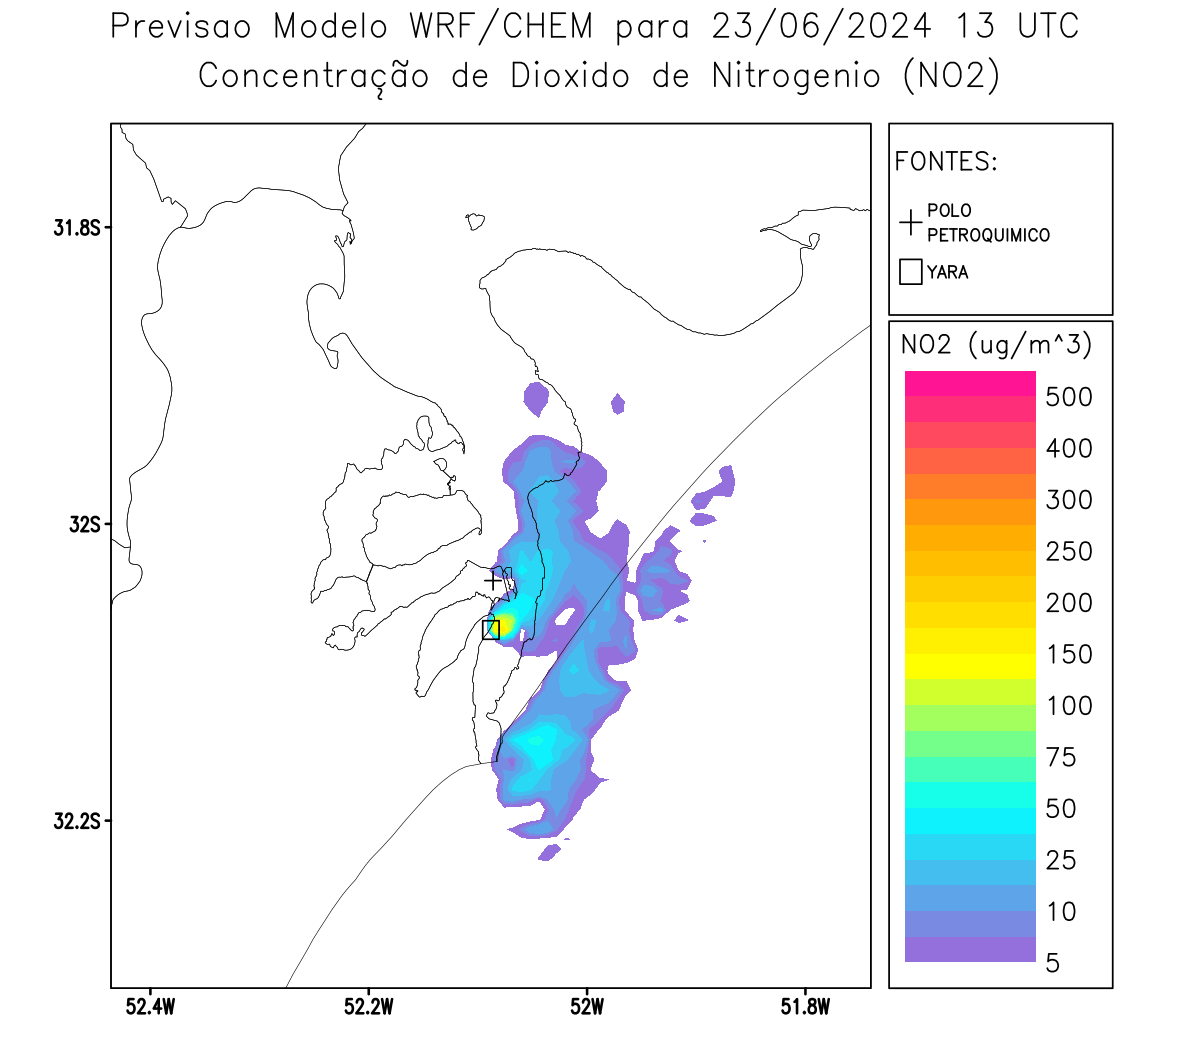 Previsao Modelo WRF/CHEM para 23/06/2024 13 UTC
Concentração de Dioxido de Nitrogenio (NO2)
FONTES:
POLO
PETROQUIMICO
YARA
NO2 (ug/m^3)
500
400
300
250
200
150
100
75
50
25
10
5
31.8S
32S
32.2S
52.4W 52.2W 52W 51.8W